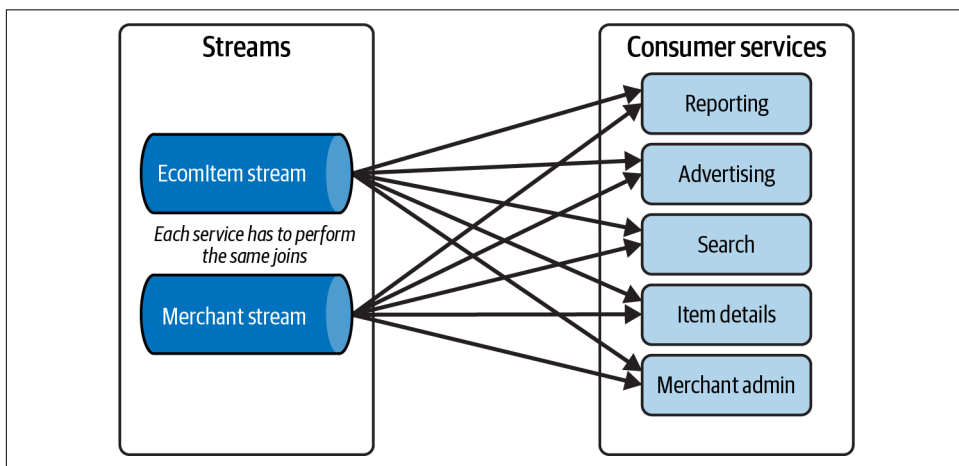 Streams
EcomItem stream
Each service has to perform
the same joins
Merchant stream
Consumer services
Reporting
Advertising
Search
Item details
Merchant admin